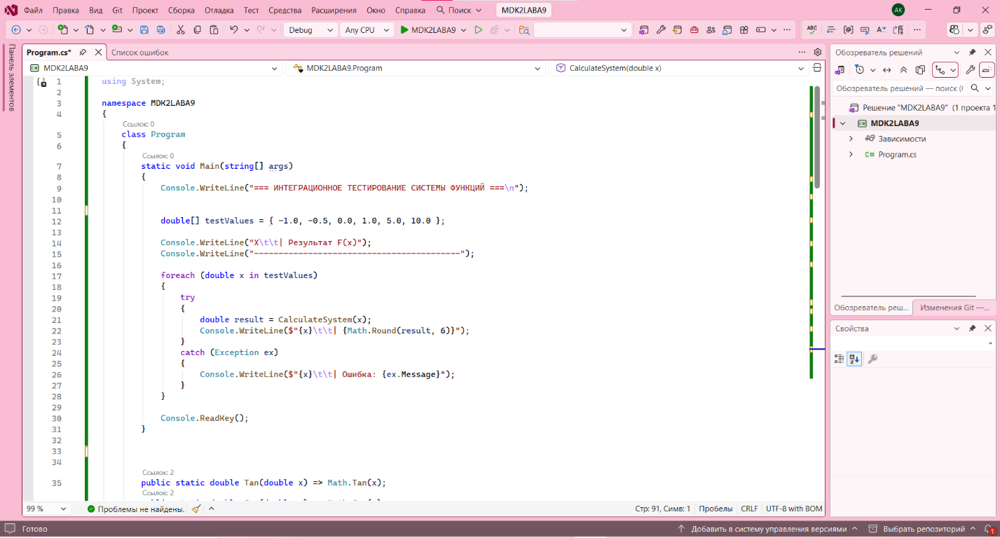 Файл Правка Вид Git Проект Сборка Отладка Тест Средства Расширения Окно Справка Поиск MDK2LABA9 AK
Debug Any CPU MDK2LABA9
Панель элементов
Program.cs* Список ошибок
MDK2LABA9 MDK2LABA9.Program CalculateSystem(double x)
1 using System;
2
3 namespace MDK2LABA9
4 {
Ссылок: 0
5 class Program
6 {
Ссылок: 0
7 static void Main(string[] args)
8 {
9 Console.WriteLine("=== ИНТЕГРАЦИОННОЕ ТЕСТИРОВАНИЕ СИСТЕМЫ ФУНКЦИЙ ===\n");
10
11
12 double[] testValues = { -1.0, -0.5, 0.0, 1.0, 5.0, 10.0 };
13
14 Console.WriteLine("X\t\t| Результат F(x)");
15 Console.WriteLine("------------------------------------------");
16
17 foreach (double x in testValues)
18 {
19 try
20 {
21 double result = CalculateSystem(x);
22 Console.WriteLine($"{x}\t\t| {Math.Round(result, 6)}");
23 }
24 catch (Exception ex)
25 {
26 Console.WriteLine($"{x}\t\t| Ошибка: {ex.Message}");
27 }
28 }
29
30 Console.ReadKey();
31 }
32
33
34
Ссылок: 2
35 public static double Tan(double x) => Math.Tan(x);
Ссылок: 2
99 % Проблемы не найдены. Стр: 91, Симв: 1 Пробелы CRLF UTF-8 with BOM
Обозреватель решений
Обозреватель решений — поиск (
Решение "MDK2LABA9" (1 проекта 1
MDK2LABA9
Зависимости
C# Program.cs
Обозреватель реш... Изменения Git —...
Свойства
Готово Добавить в систему управления версиями Выбрать репозиторий 1